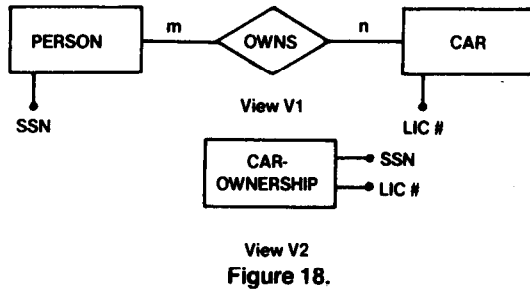 PERSON m OWNS n CAR
SSN View V1 LIC #
CAR-
OWNERSHIP
SSN
LIC #
View V2
Figure 18.